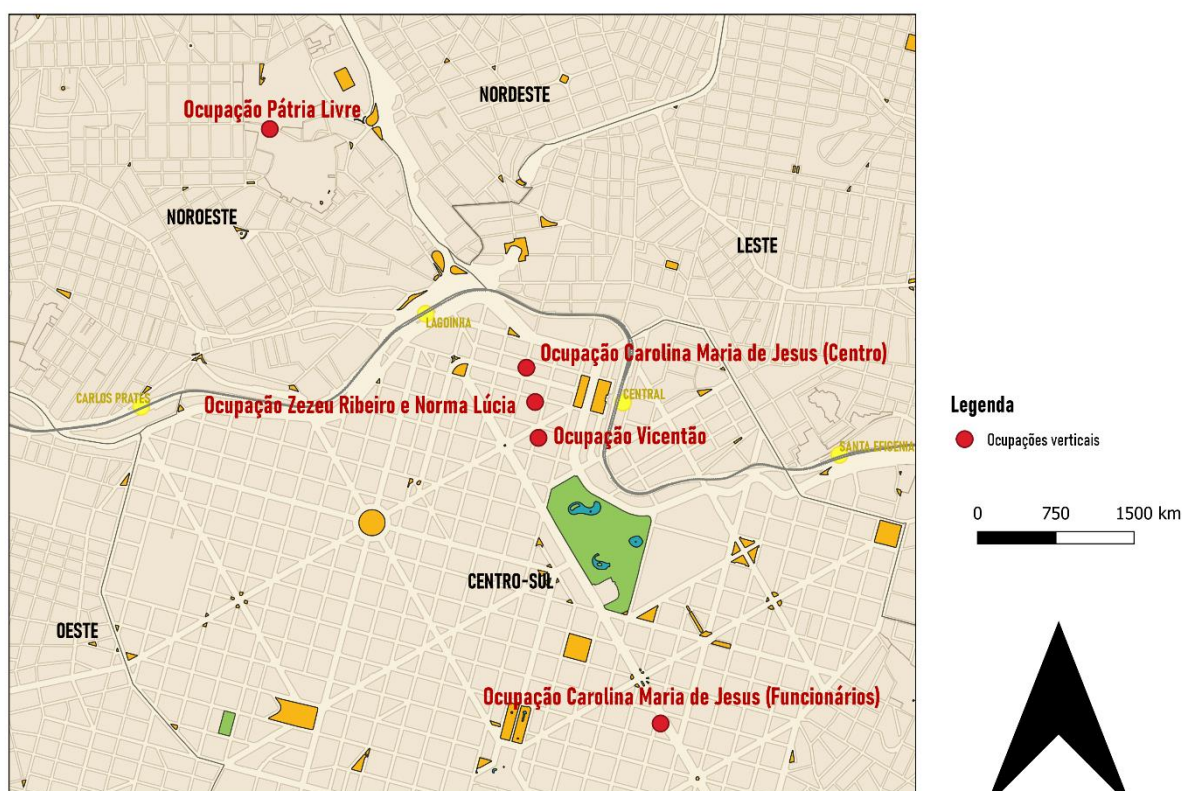 NORDESTE
Ocupação Pátria Livre
NOROESTE
LESTE
LAGOINHA
Ocupação Carolina Maria de Jesus (Centro)
CARLOS PRATES
Ocupação Zezeu Ribeiro e Norma Lúcia
CENTRAL
Ocupação Vicentão
SANTA EFIGENIA
CENTRO-SUL
OESTE
Ocupação Carolina Maria de Jesus (Funcionários)
Legenda
Ocupações verticais
0 750 1500 km